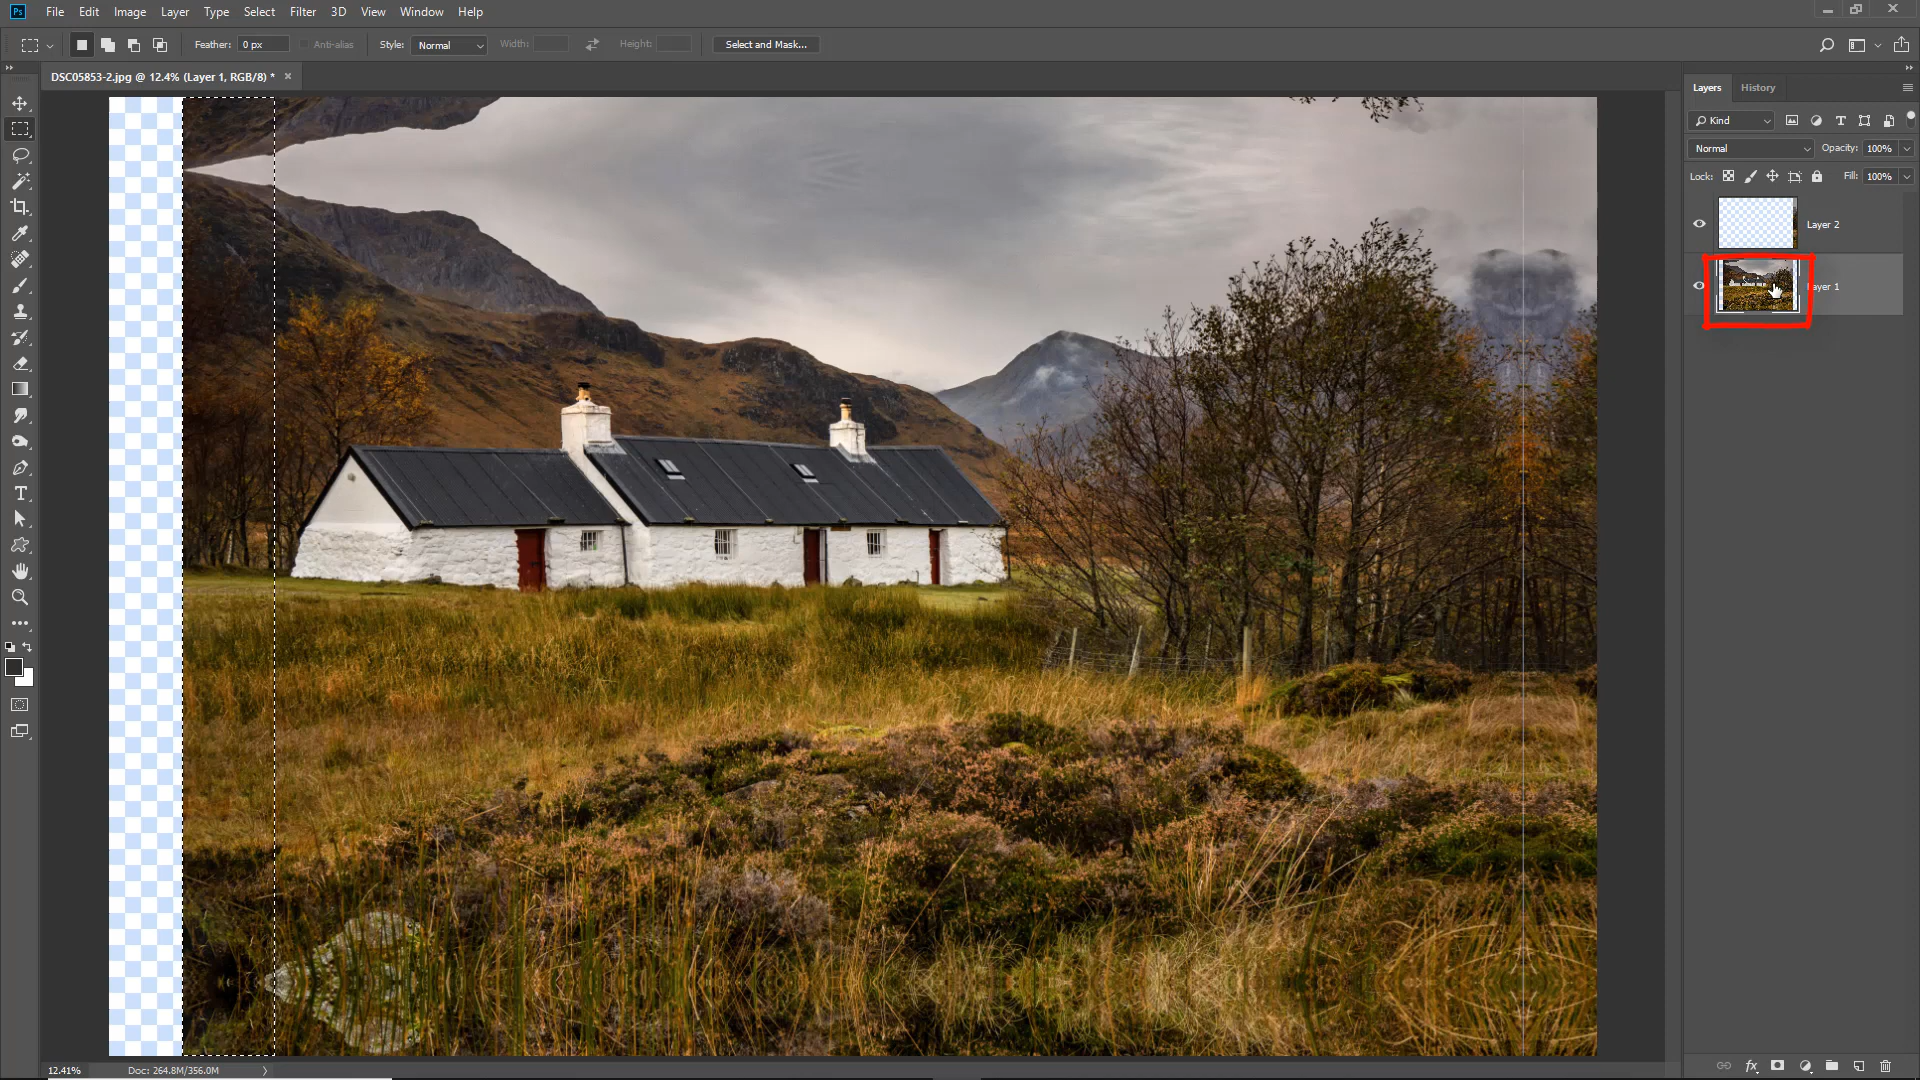 Ps File Edit Image Layer Type Select Filter 3D View Window Help
Feather: 0 px Anti-alias Style: Normal Width: Height: Select and Mask...
DSC05853-2.jpg @ 12.4% (Layer 1, RGB/8) *
Layers History
Kind
Normal Opacity: 100%
Lock: Fill: 100%
Layer 2
ayer 1
12.41% Doc: 264.8M/356.0M